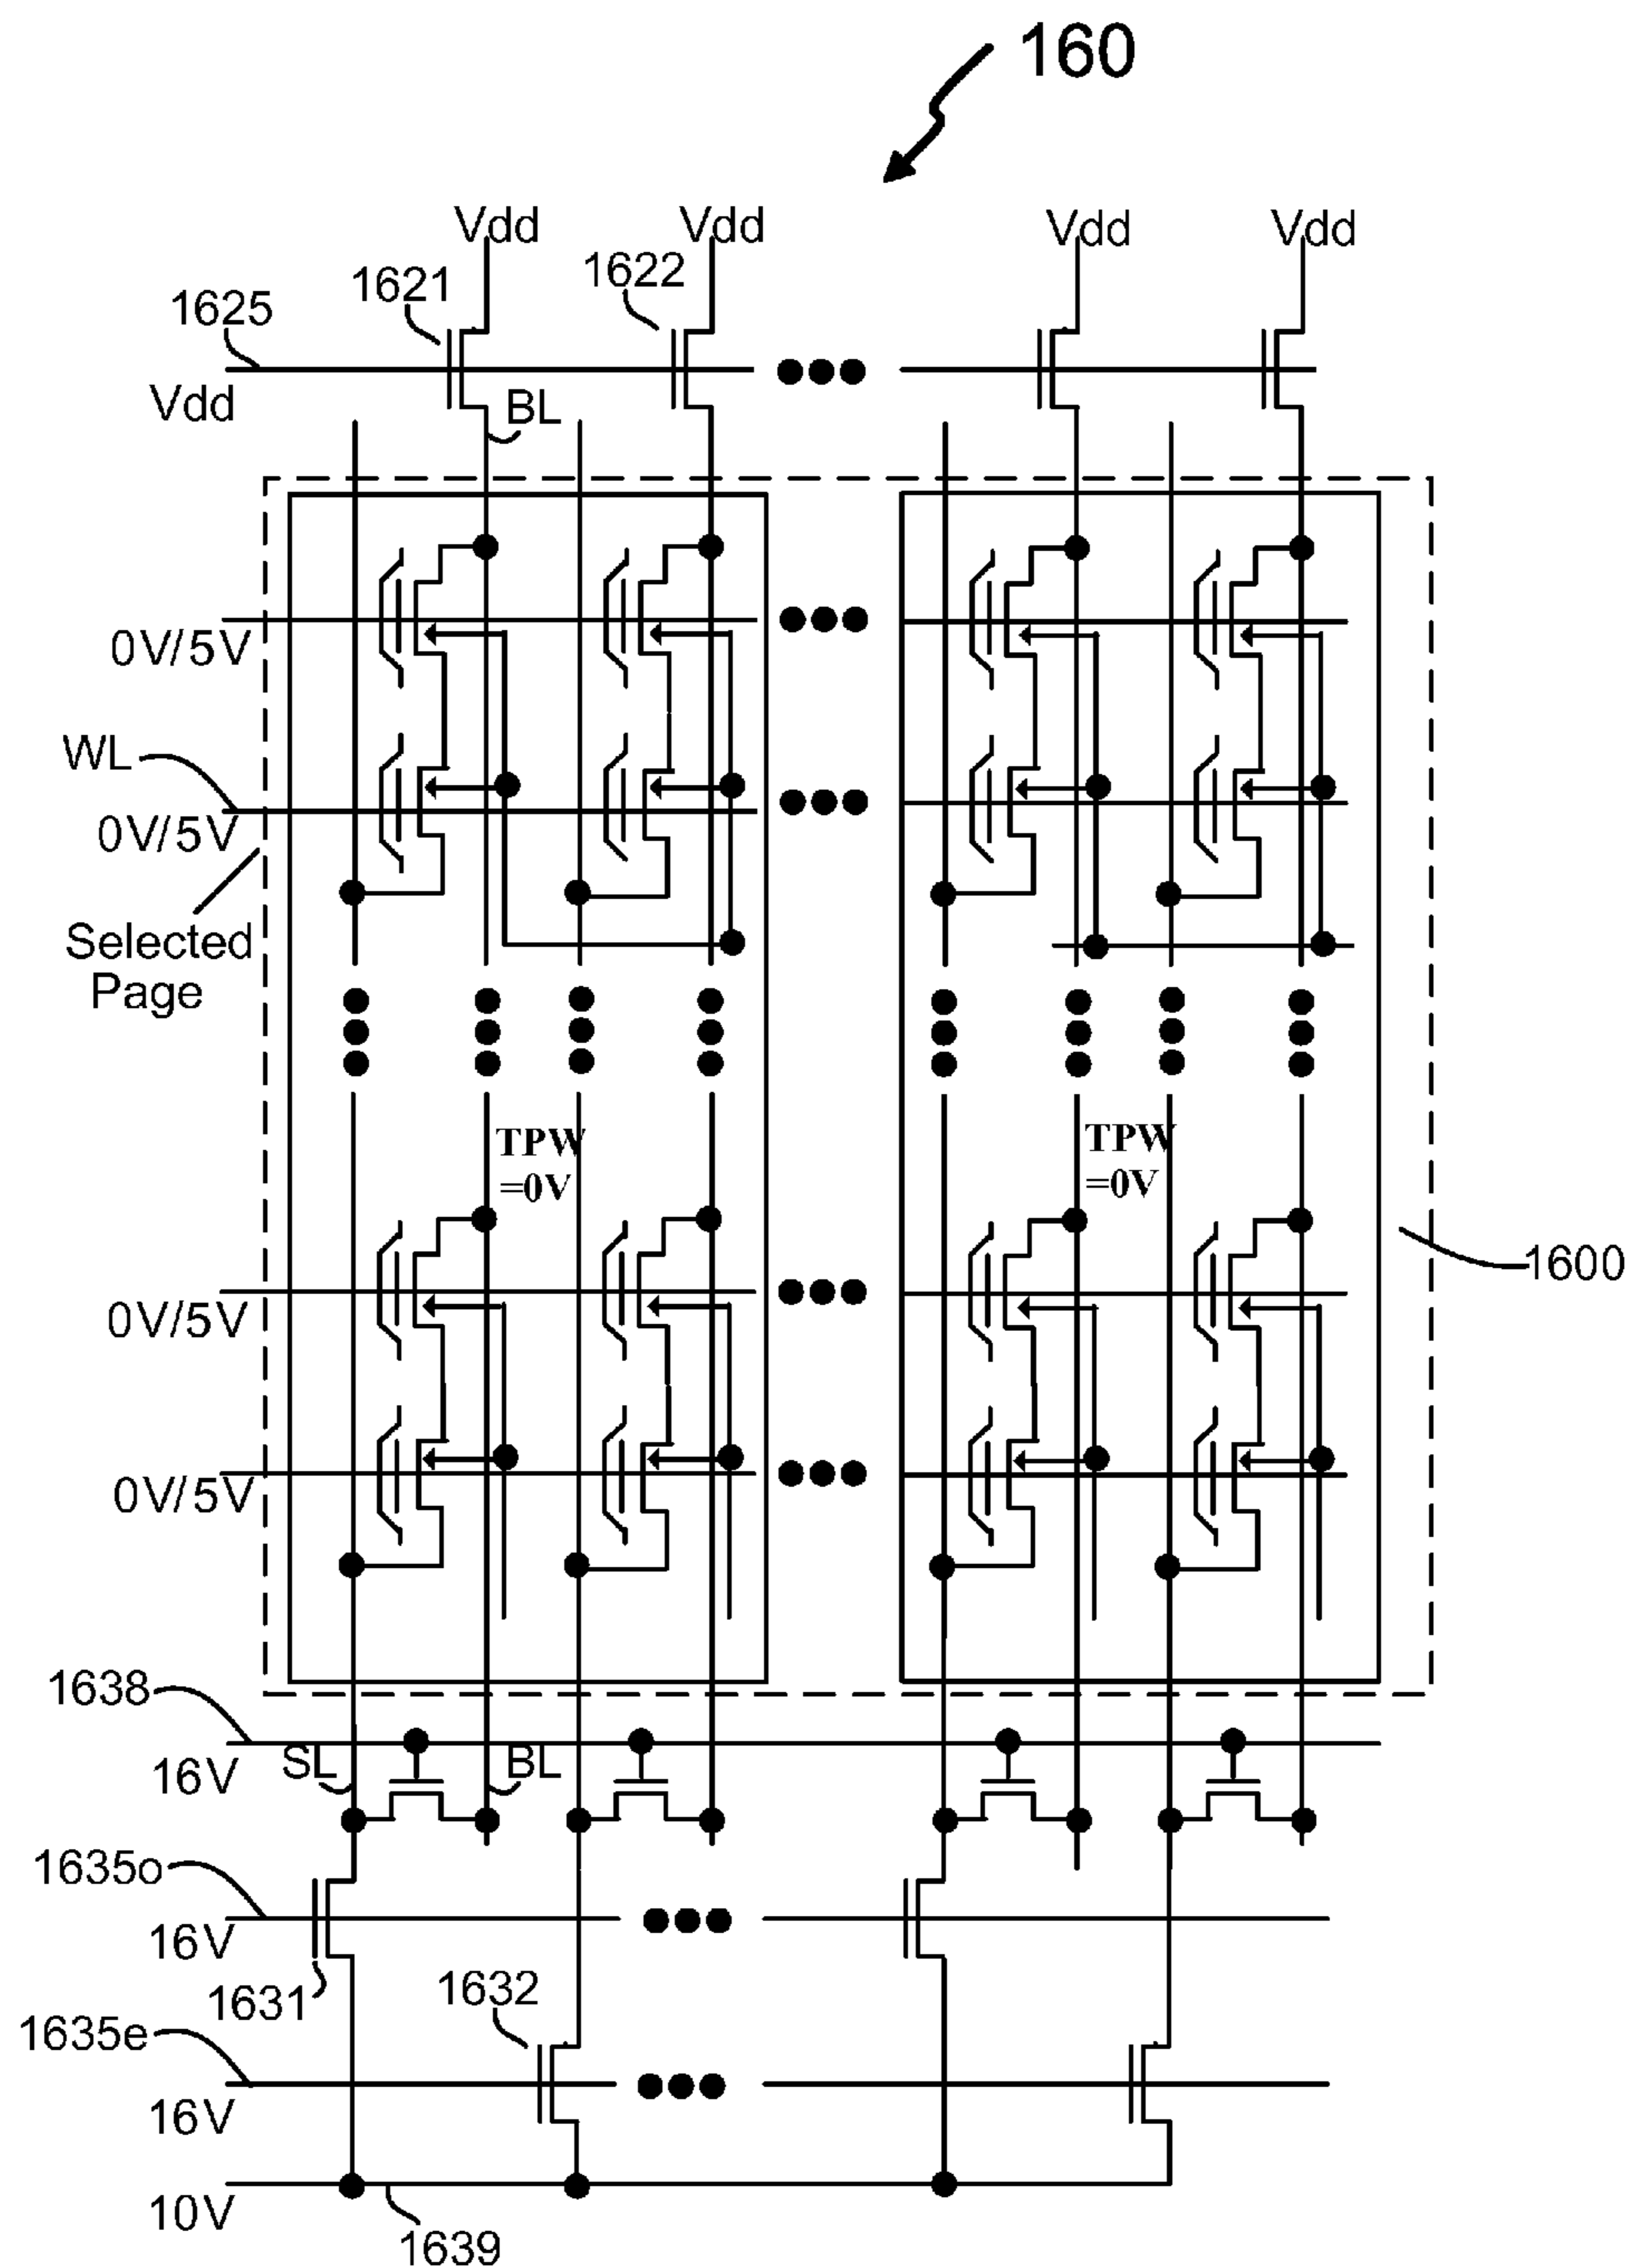 160
Vdd Vdd Vdd Vdd
1621 1622
1625
Vdd
BL
0V/5V
WL
0V/5V
Selected
Page
TPW
=0V
TPW
=0V
0V/5V
1600
0V/5V
1638
16V SL BL
1635o
16V
1631 1632
1635e
16V
10V
1639